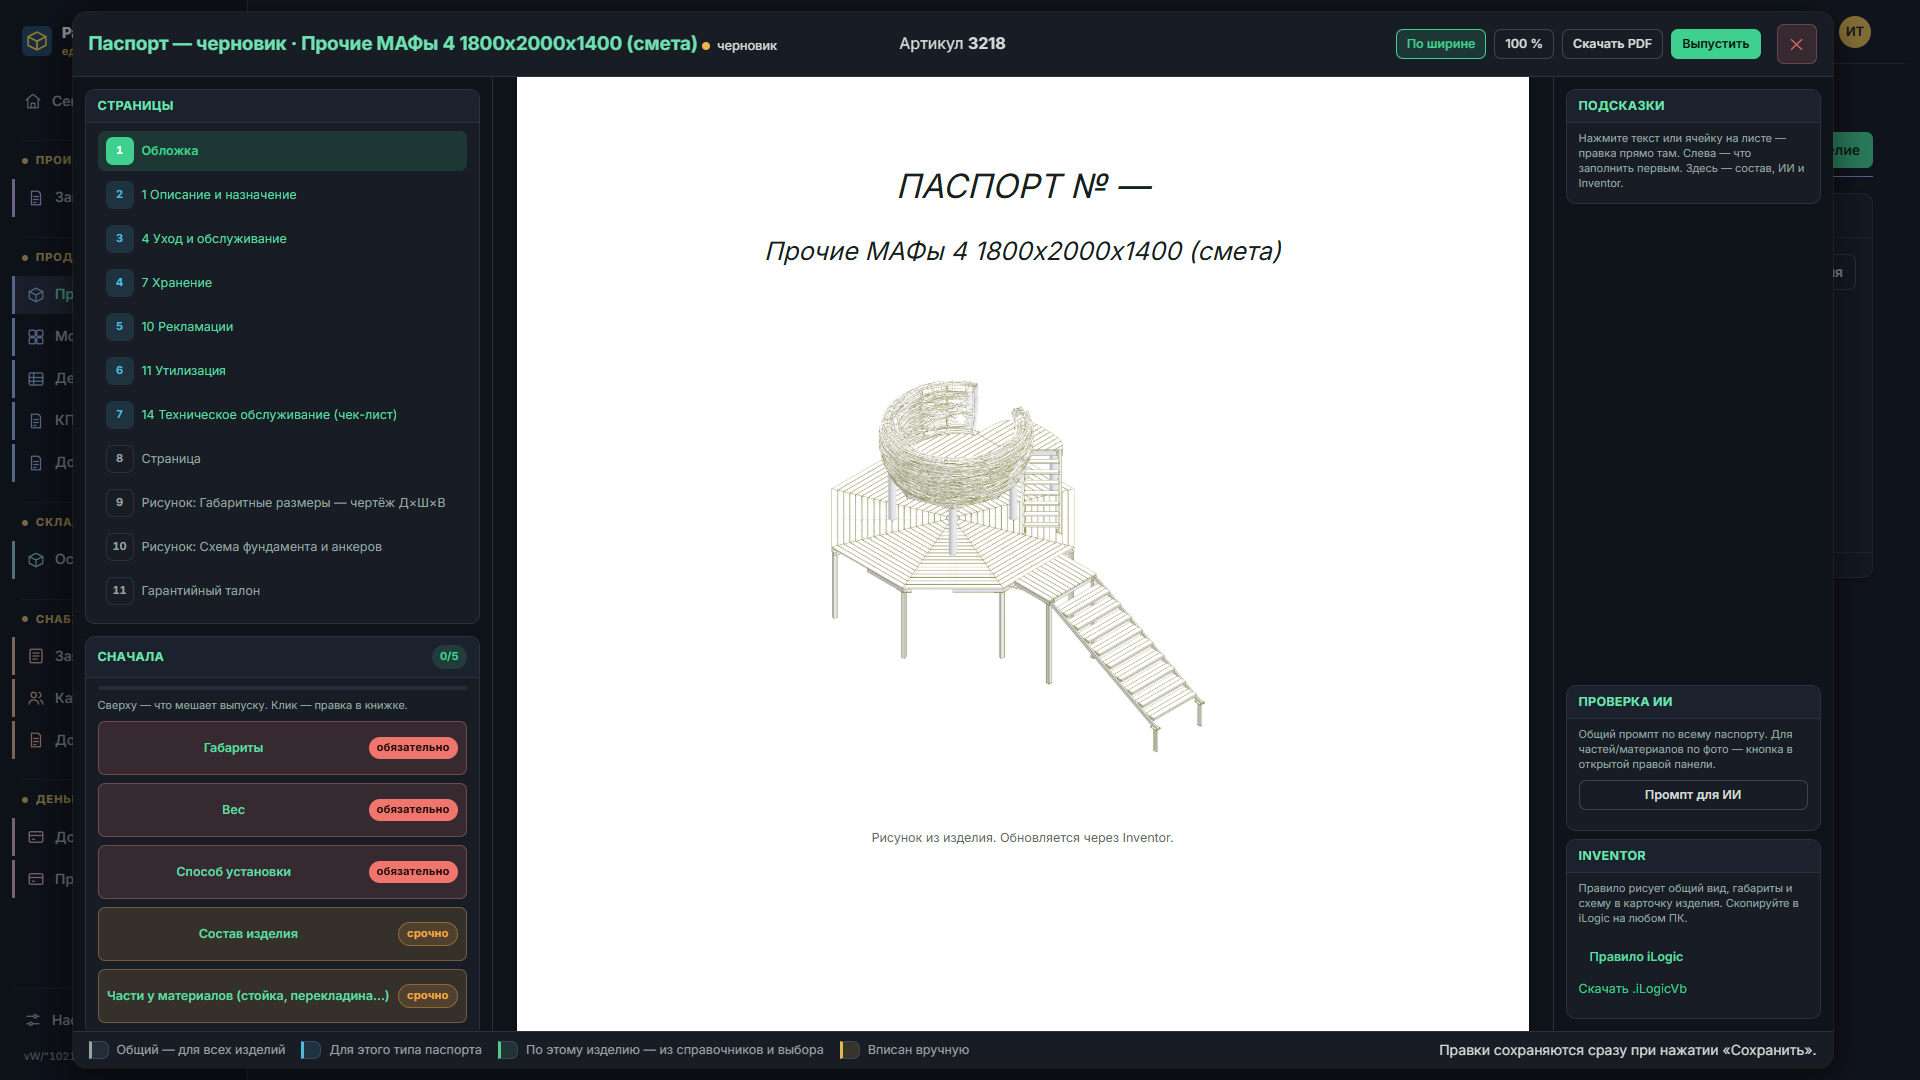 Паспорт — черновик · Прочие МАФы 4 1800x2000x1400 (смета)
черновик
Артикул 3218
По ширине
100 %
Скачать PDF
Выпустить
ИТ
СТРАНИЦЫ
1 Обложка
2 1 Описание и назначение
3 4 Уход и обслуживание
4 7 Хранение
5 10 Рекламации
6 11 Утилизация
7 14 Техническое обслуживание (чек-лист)
8 Страница
9 Рисунок: Габаритные размеры — чертёж Д×Ш×В
10 Рисунок: Схема фундамента и анкеров
11 Гарантийный талон
СНАЧАЛА
0/5
Сверху — что мешает выпуску. Клик — правка в книжке.
Габариты
обязательно
Вес
обязательно
Способ установки
обязательно
Состав изделия
срочно
Части у материалов (стойка, перекладина...)
срочно
ПАСПОРТ № —
Прочие МАФы 4 1800x2000x1400 (смета)
Рисунок из изделия. Обновляется через Inventor.
ПОДСКАЗКИ
Нажмите текст или ячейку на листе —
правка прямо там. Слева — что
заполнить первым. Здесь — состав, ИИ и
Inventor.
ПРОВЕРКА ИИ
Общий промпт по всему паспорту. Для
частей/материалов по фото — кнопка в
открытой правой панели.
Промпт для ИИ
INVENTOR
Правило рисует общий вид, габариты и
схему в карточку изделия. Скопируйте в
iLogic на любом ПК.
Правило iLogic
Скачать .iLogicVb
Общий — для всех изделий
Для этого типа паспорта
По этому изделию — из справочников и выбора
Вписан вручную
Правки сохраняются сразу при нажатии «Сохранить».